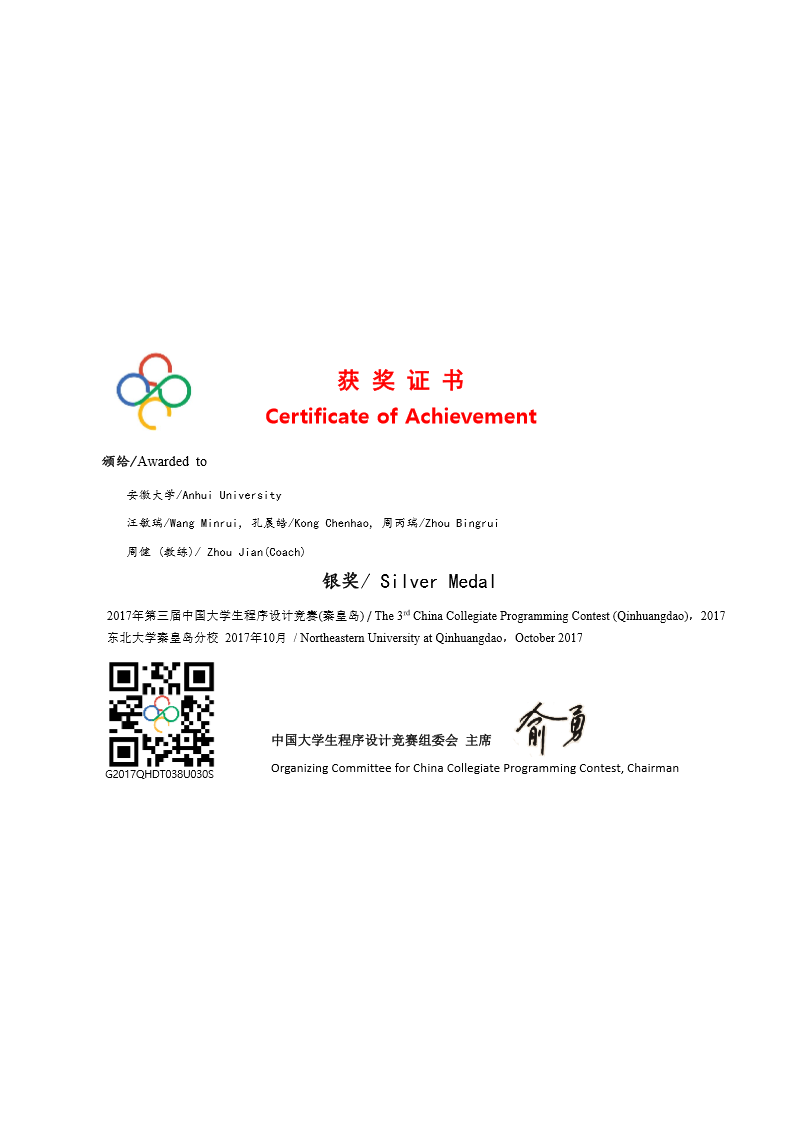 获 奖 证 书
Certificate of Achievement
颁给/Awarded to
安徽大学/Anhui University
汪敏瑞/Wang Minrui, 孔晨皓/Kong Chenhao, 周丙瑞/Zhou Bingrui
周健 (教练)/ Zhou Jian(Coach)
银奖/ Silver Medal
2017年第三届中国大学生程序设计竞赛(秦皇岛) / The 3rd China Collegiate Programming Contest (Qinhuangdao)，2017
东北大学秦皇岛分校 2017年10月 / Northeastern University at Qinhuangdao，October 2017
G2017QHDT038U030S
中国大学生程序设计竞赛组委会 主席
俞勇
Organizing Committee for China Collegiate Programming Contest, Chairman